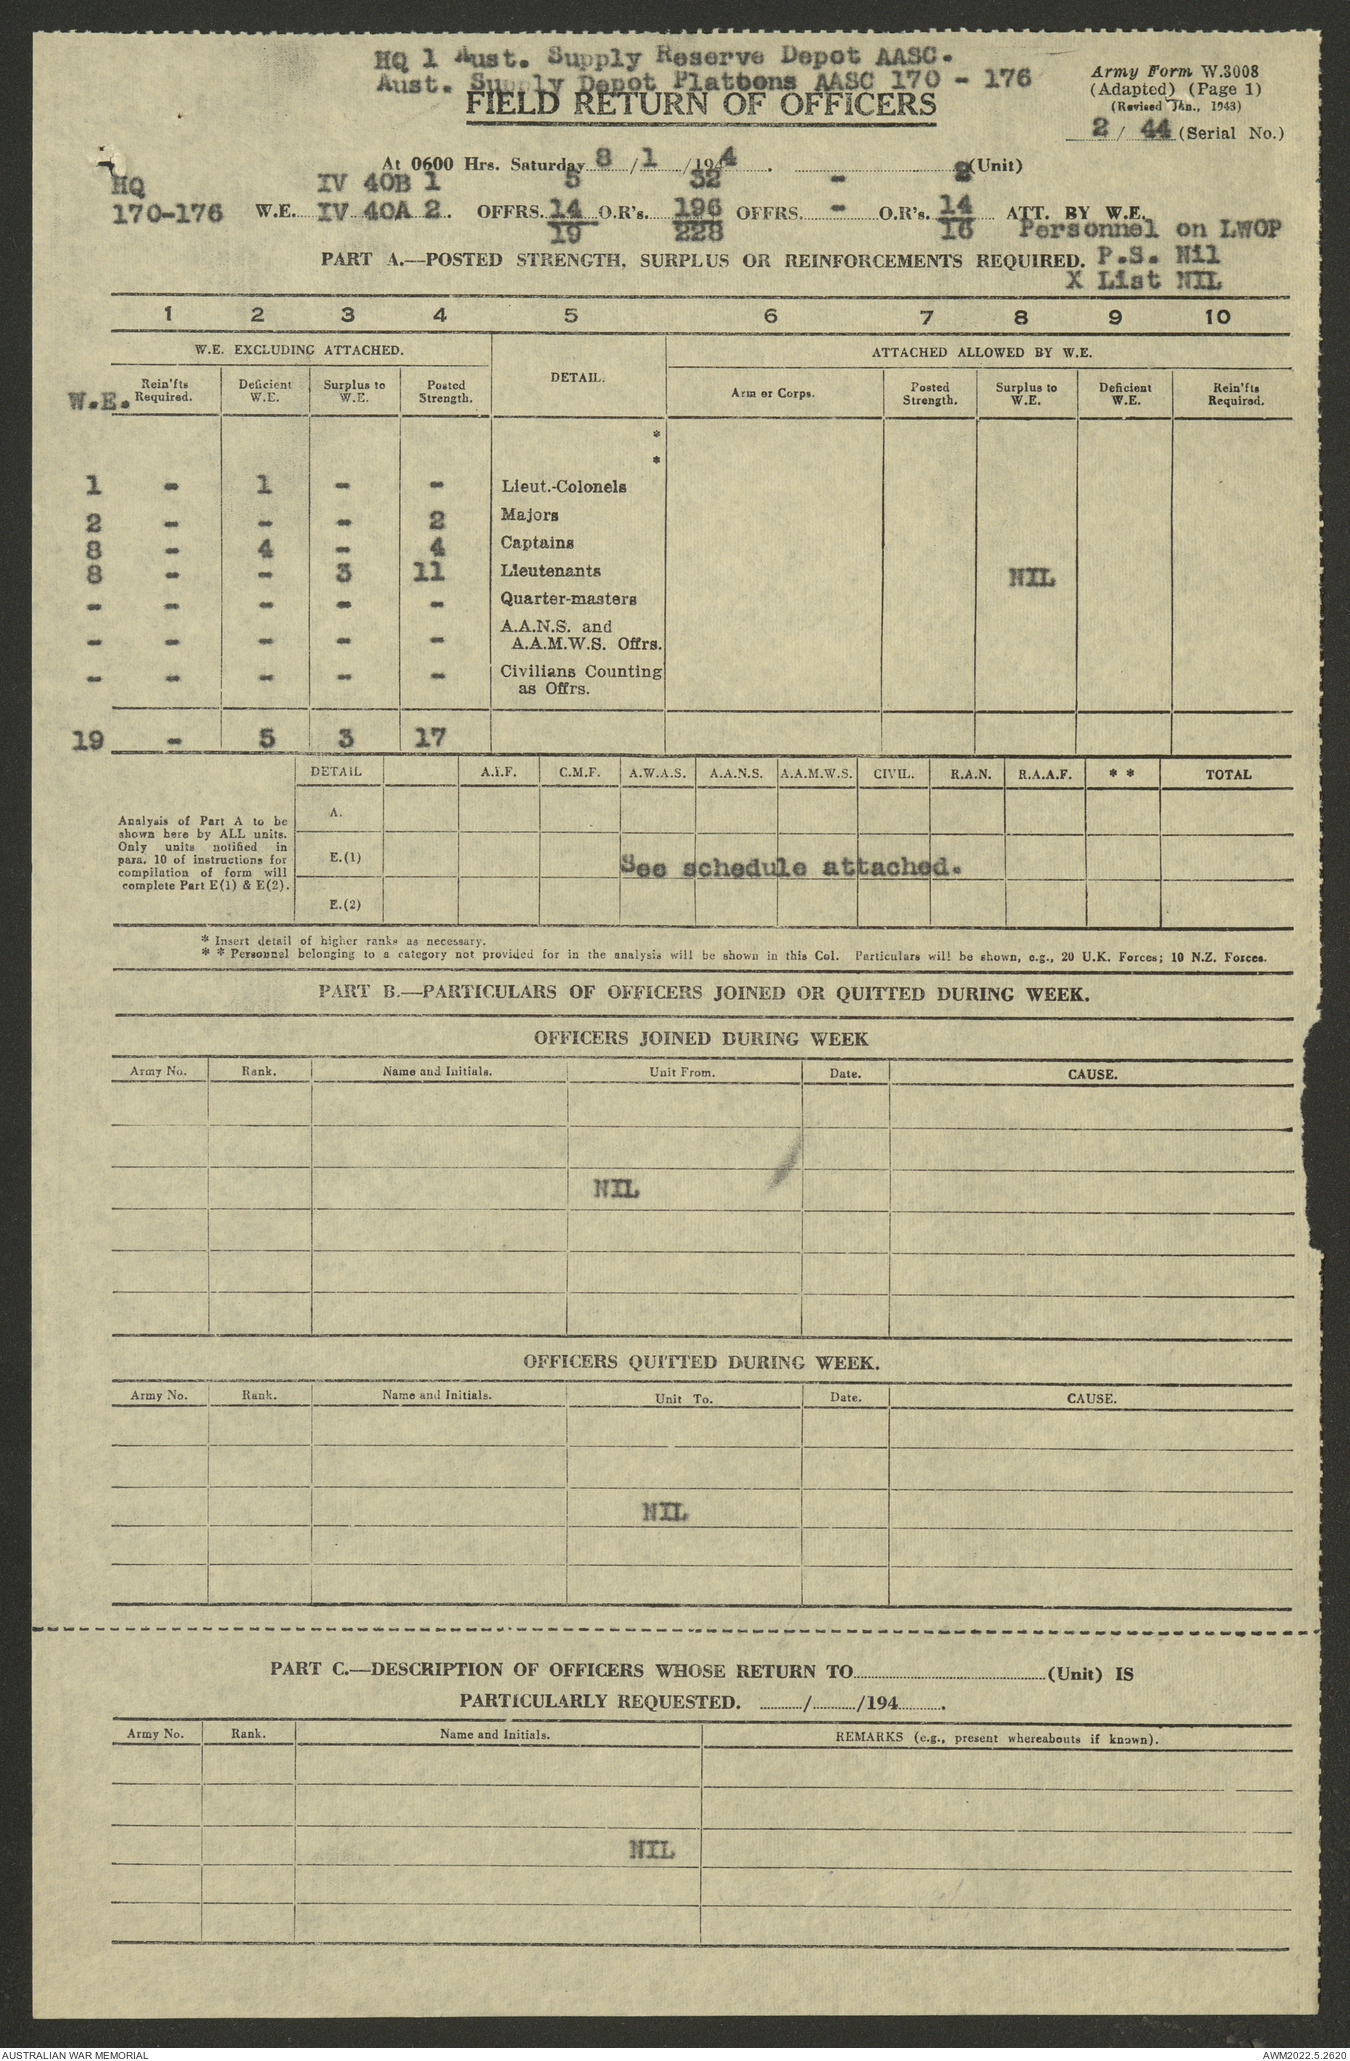 HQ 1 Aust. Supply Reserve Depot AASC.
Aust. Supply Depot Platoons AASC 170 - 176
FIELD RETURN OF OFFICERS
Army Form W.3008
(Adapted) (Page 1)
(Revised Jan., 1943)
2 / 44 (Serial No.)
At 0600 Hrs. Saturday 8 / 1 /1944. (Unit)
HQ IV 40B 1 5 32 - 2
170-176 W.E. IV 40A 2. OFFRS. 14 O.R's. 196 OFFRS. - O.R's. 14 ATT. BY W.E.
19 228 16 Personnel on LWOP
PART A.—POSTED STRENGTH, SURPLUS OR REINFORCEMENTS REQUIRED. P.S. Nil
X List NIL
1 2 3 4 5 6 7 8 9 10
W.E. EXCLUDING ATTACHED. DETAIL. ATTACHED ALLOWED BY W.E.
W.E. Rein'fts Required. Deficient W.E. Surplus to W.E. Posted Strength. Arm or Corps. Posted Strength. Surplus to W.E. Deficient W.E. Rein'fts Required.
*
*
1 - 1 - - Lieut.-Colonels
2 - - - 2 Majors
8 - 4 - 4 Captains
8 - - 3 11 Lieutenants NIL
- - - - - Quarter-masters
- - - - - A.A.N.S. and A.A.M.W.S. Offrs.
- - - - - Civilians Counting as Offrs.
19 - 5 3 17
DETAIL A.I.F. C.M.F. A.W.A.S. A.A.N.S. A.A.M.W.S. CIVIL. R.A.N. R.A.A.F. * * TOTAL
Analysis of Part A to be
shown here by ALL units.
Only units notified in
para. 10 of instructions for
compilation of form will
complete Part E(1) & E(2).
A.
E.(1) See schedule attached.
E.(2)
* Insert detail of higher ranks as necessary.
* * Personnel belonging to a category not provided for in the analysis will be shown in this Col. Particulars will be shown, e.g., 20 U.K. Forces; 10 N.Z. Forces.
PART B.—PARTICULARS OF OFFICERS JOINED OR QUITTED DURING WEEK.
OFFICERS JOINED DURING WEEK
Army No. Rank. Name and Initials. Unit From. Date. CAUSE.
NIL
OFFICERS QUITTED DURING WEEK.
Army No. Rank. Name and Initials. Unit To. Date. CAUSE.
NIL
PART C.—DESCRIPTION OF OFFICERS WHOSE RETURN TO (Unit) IS
PARTICULARLY REQUESTED. / /194 .
Army No. Rank. Name and Initials. REMARKS (e.g., present whereabouts if known).
NIL
AUSTRALIAN WAR MEMORIAL AWM2022.5.2620